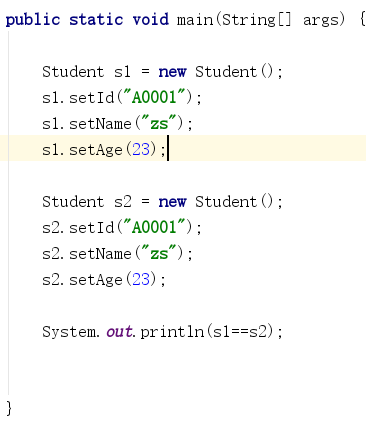 public static void main(String[] args) {
Student s1 = new Student();
s1.setId("A0001");
s1.setName("zs");
s1.setAge(23);
Student s2 = new Student();
s2.setId("A0001");
s2.setName("zs");
s2.setAge(23);
System.out.println(s1==s2);
}